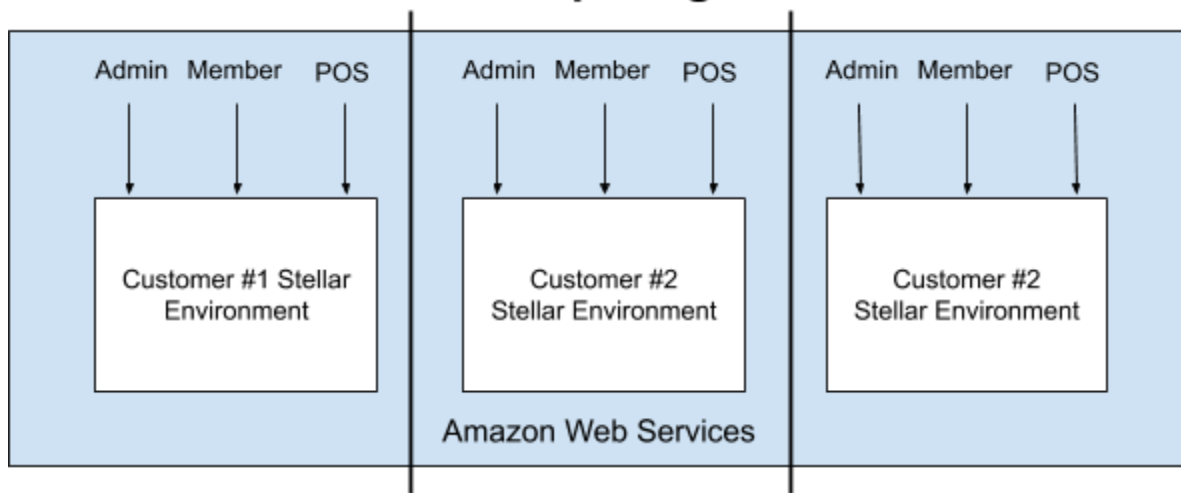 Admin Member POS
Admin Member POS
Admin Member POS
Customer #1 Stellar
Environment
Customer #2
Stellar Environment
Customer #2
Stellar Environment
Amazon Web Services